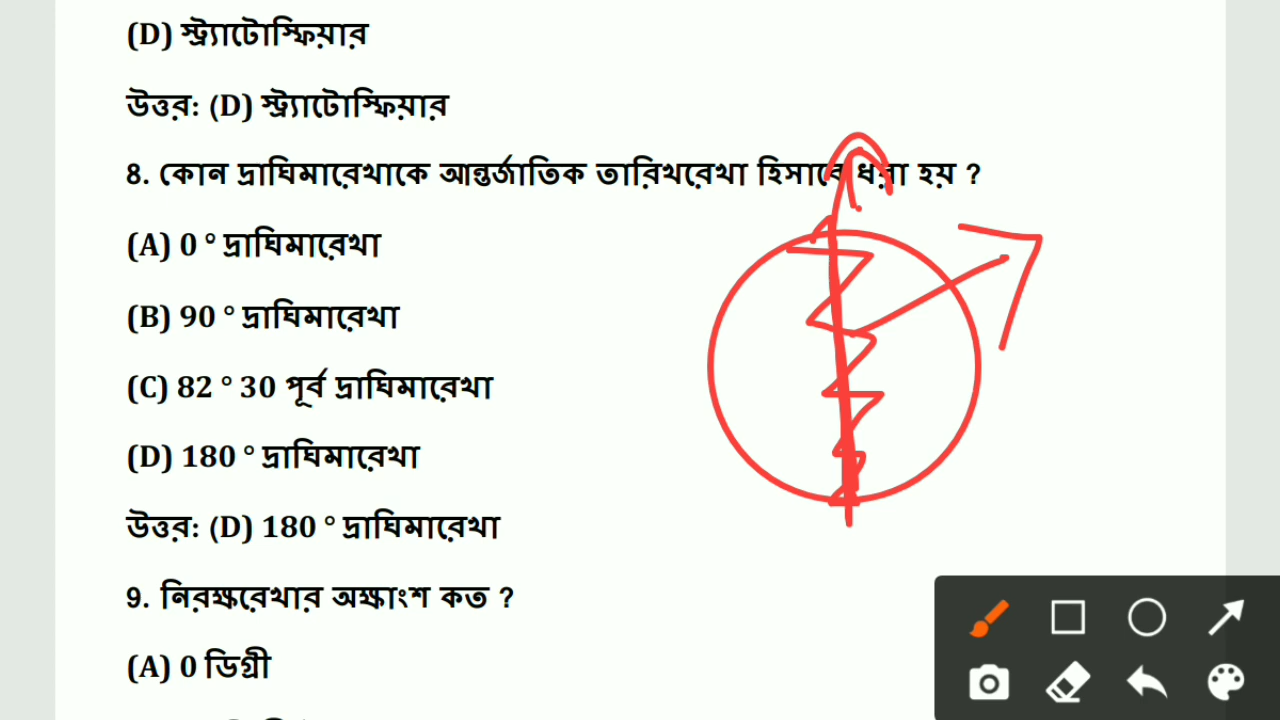 (D) স্ট্র্যাটোস্ফিয়ার
উত্তর: (D) স্ট্র্যাটোস্ফিয়ার
8. কোন দ্রাঘিমারেখাকে আন্তর্জাতিক তারিখরেখা হিসাবে ধরা হয় ?
(A) 0 ° দ্রাঘিমারেখা
(B) 90 ° দ্রাঘিমারেখা
(C) 82 ° 30 পূর্ব দ্রাঘিমারেখা
(D) 180 ° দ্রাঘিমারেখা
উত্তর: (D) 180 ° দ্রাঘিমারেখা
9. নিরক্ষরেখার অক্ষাংশ কত ?
(A) 0 ডিগ্রী